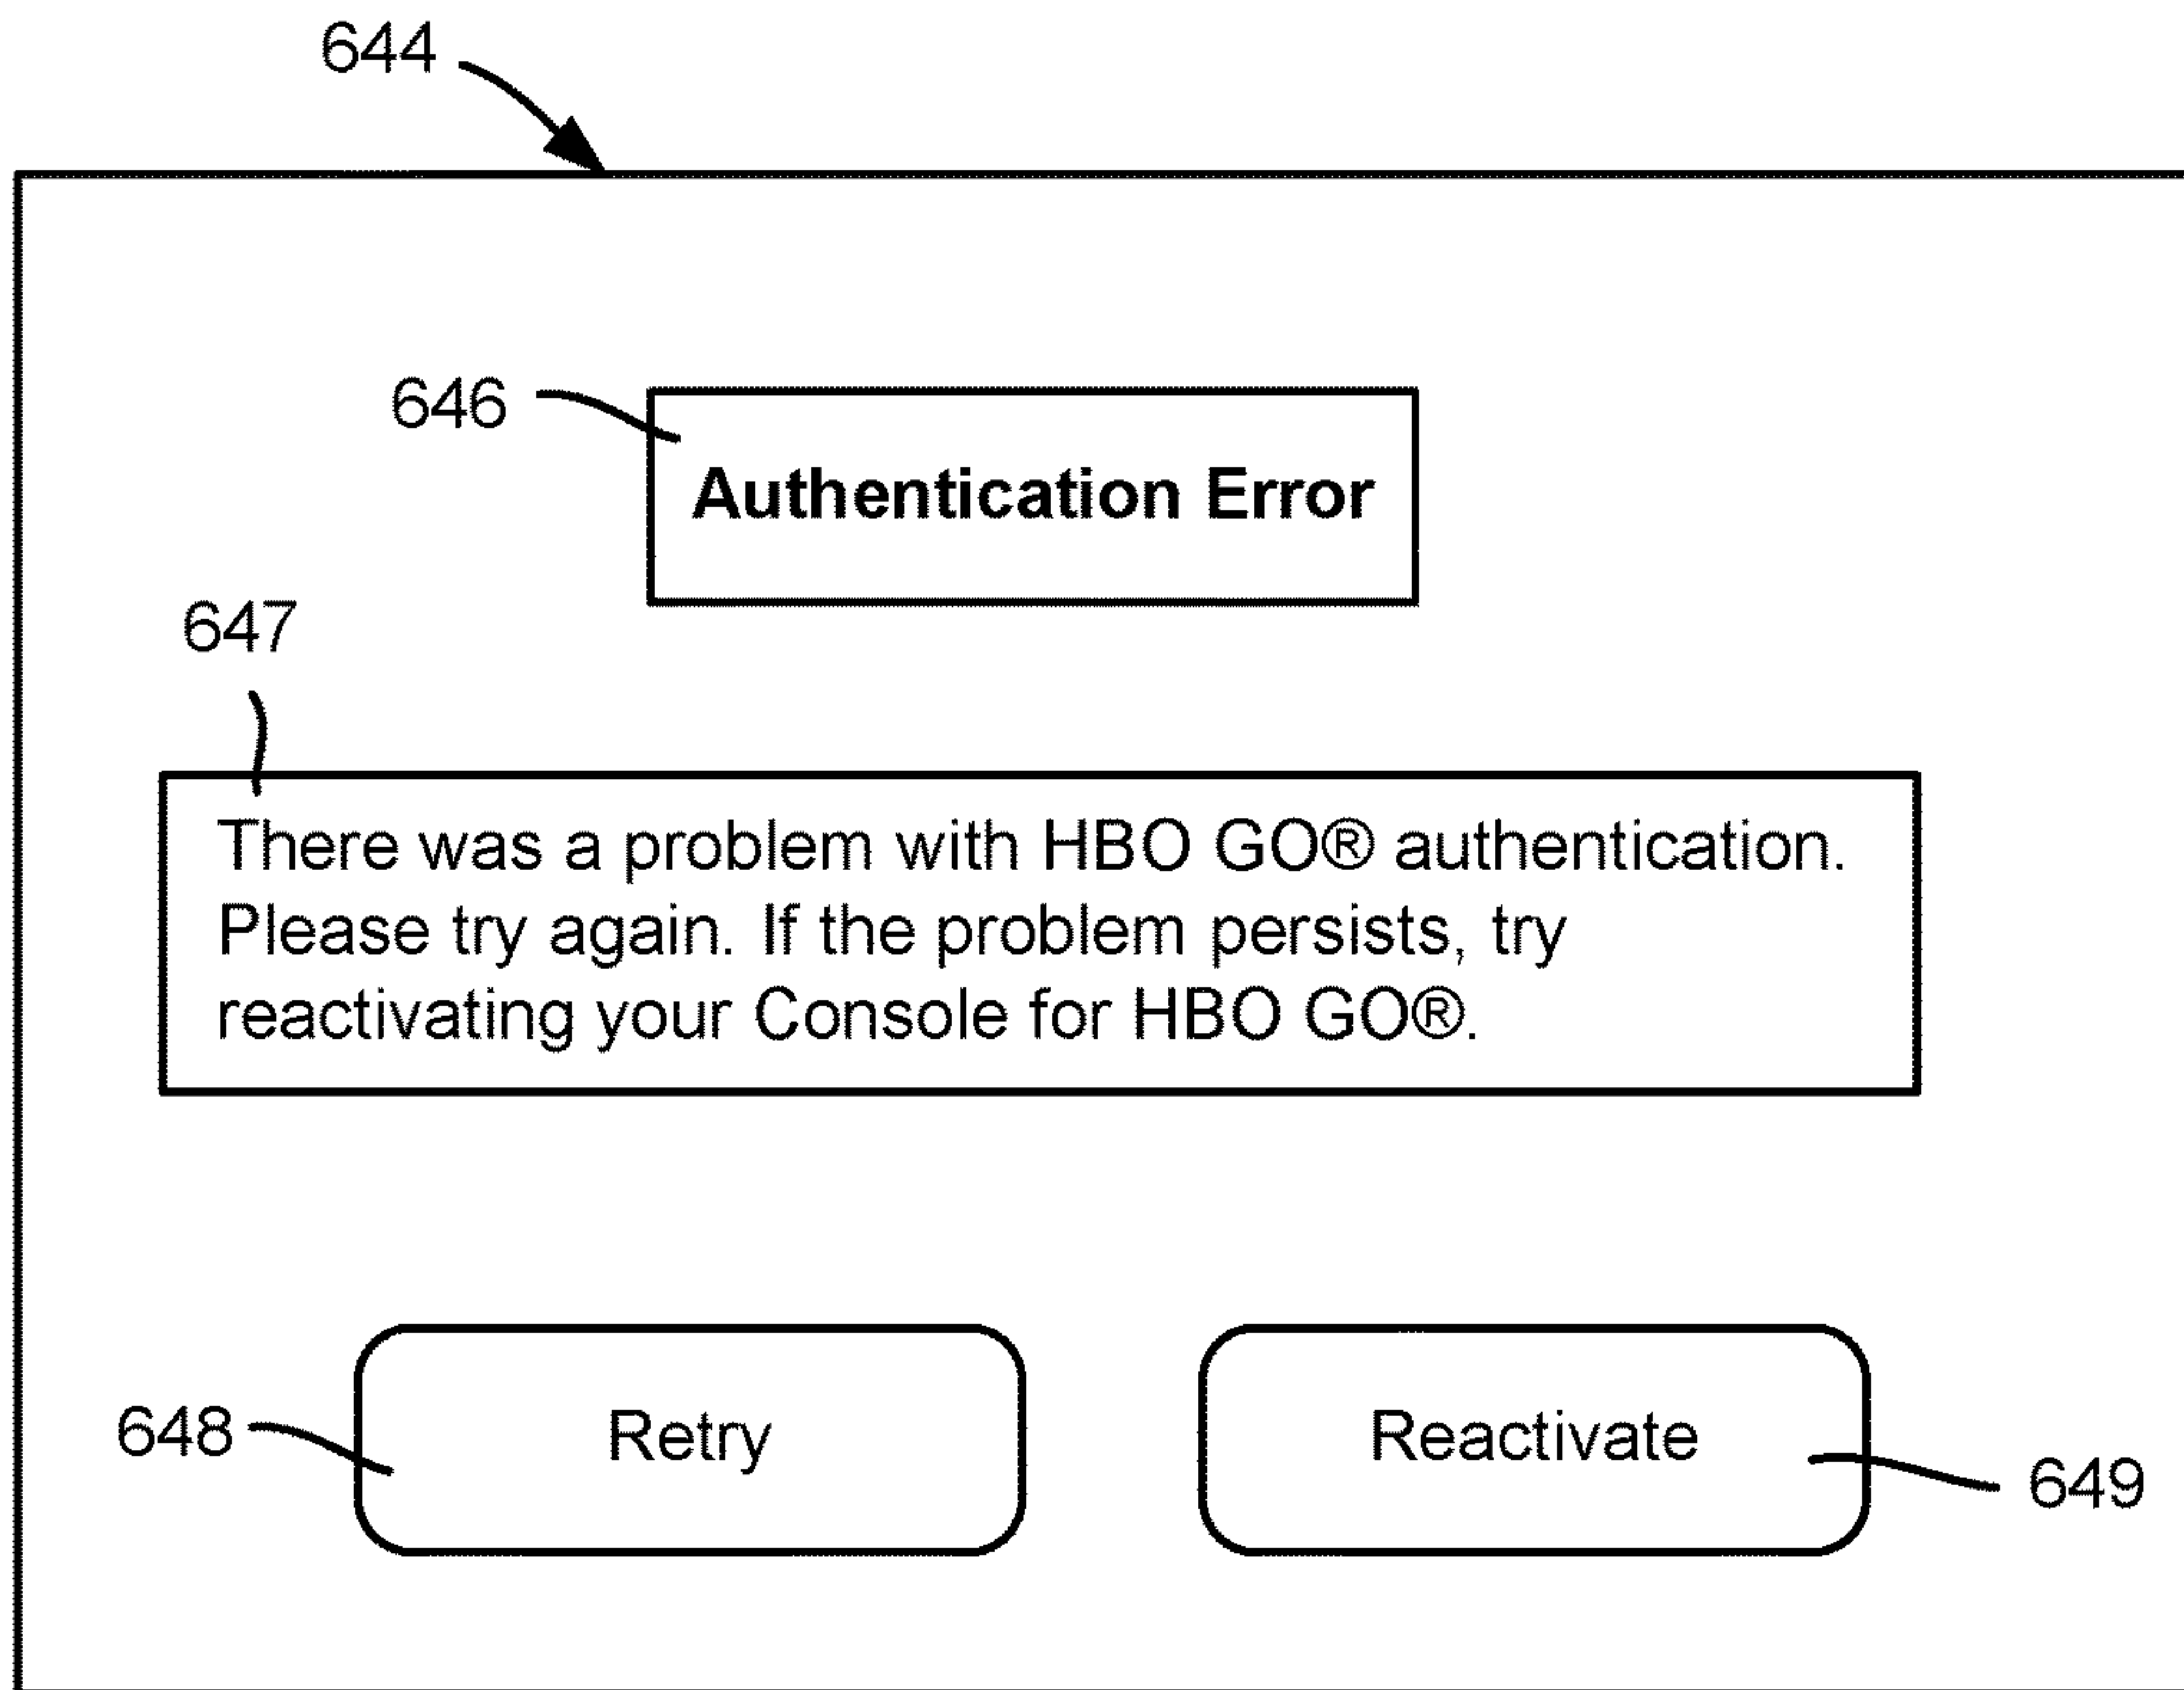 644
646
Authentication Error
647
There was a problem with HBO GO® authentication.
Please try again. If the problem persists, try
reactivating your Console for HBO GO®.
648
Retry
Reactivate
649